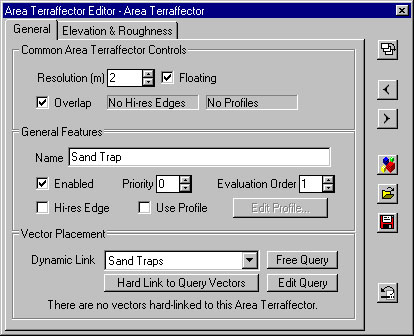 Area Terraffector Editor - Area Terraffector
General Elevation & Roughness
Common Area Terraffector Controls
Resolution (m) 2 Floating
Overlap No Hi-res Edges No Profiles
General Features
Name Sand Trap
Enabled Priority 0 Evaluation Order 1
Hi-res Edge Use Profile Edit Profile...
Vector Placement
Dynamic Link Sand Traps Free Query
Hard Link to Query Vectors Edit Query
There are no vectors hard-linked to this Area Terraffector.